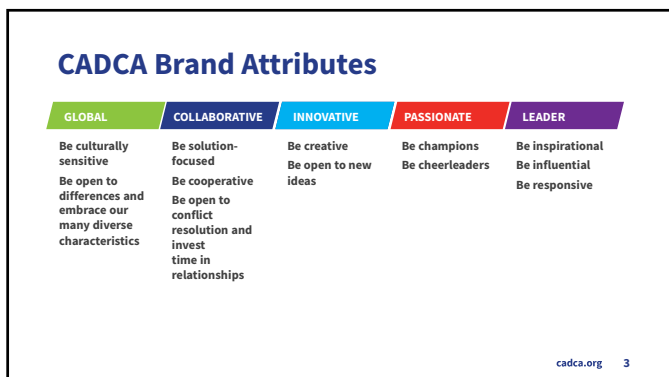 CADCA Brand Attributes
GLOBAL
Be culturally
sensitive
Be open to
differences and
embrace our
many diverse
characteristics
COLLABORATIVE
Be solution-
focused
Be cooperative
Be open to
conflict
resolution and
invest
time in
relationships
INNOVATIVE
Be creative
Be open to new
ideas
PASSIONATE
Be champions
Be cheerleaders
LEADER
Be inspirational
Be influential
Be responsive
cadca.org 3